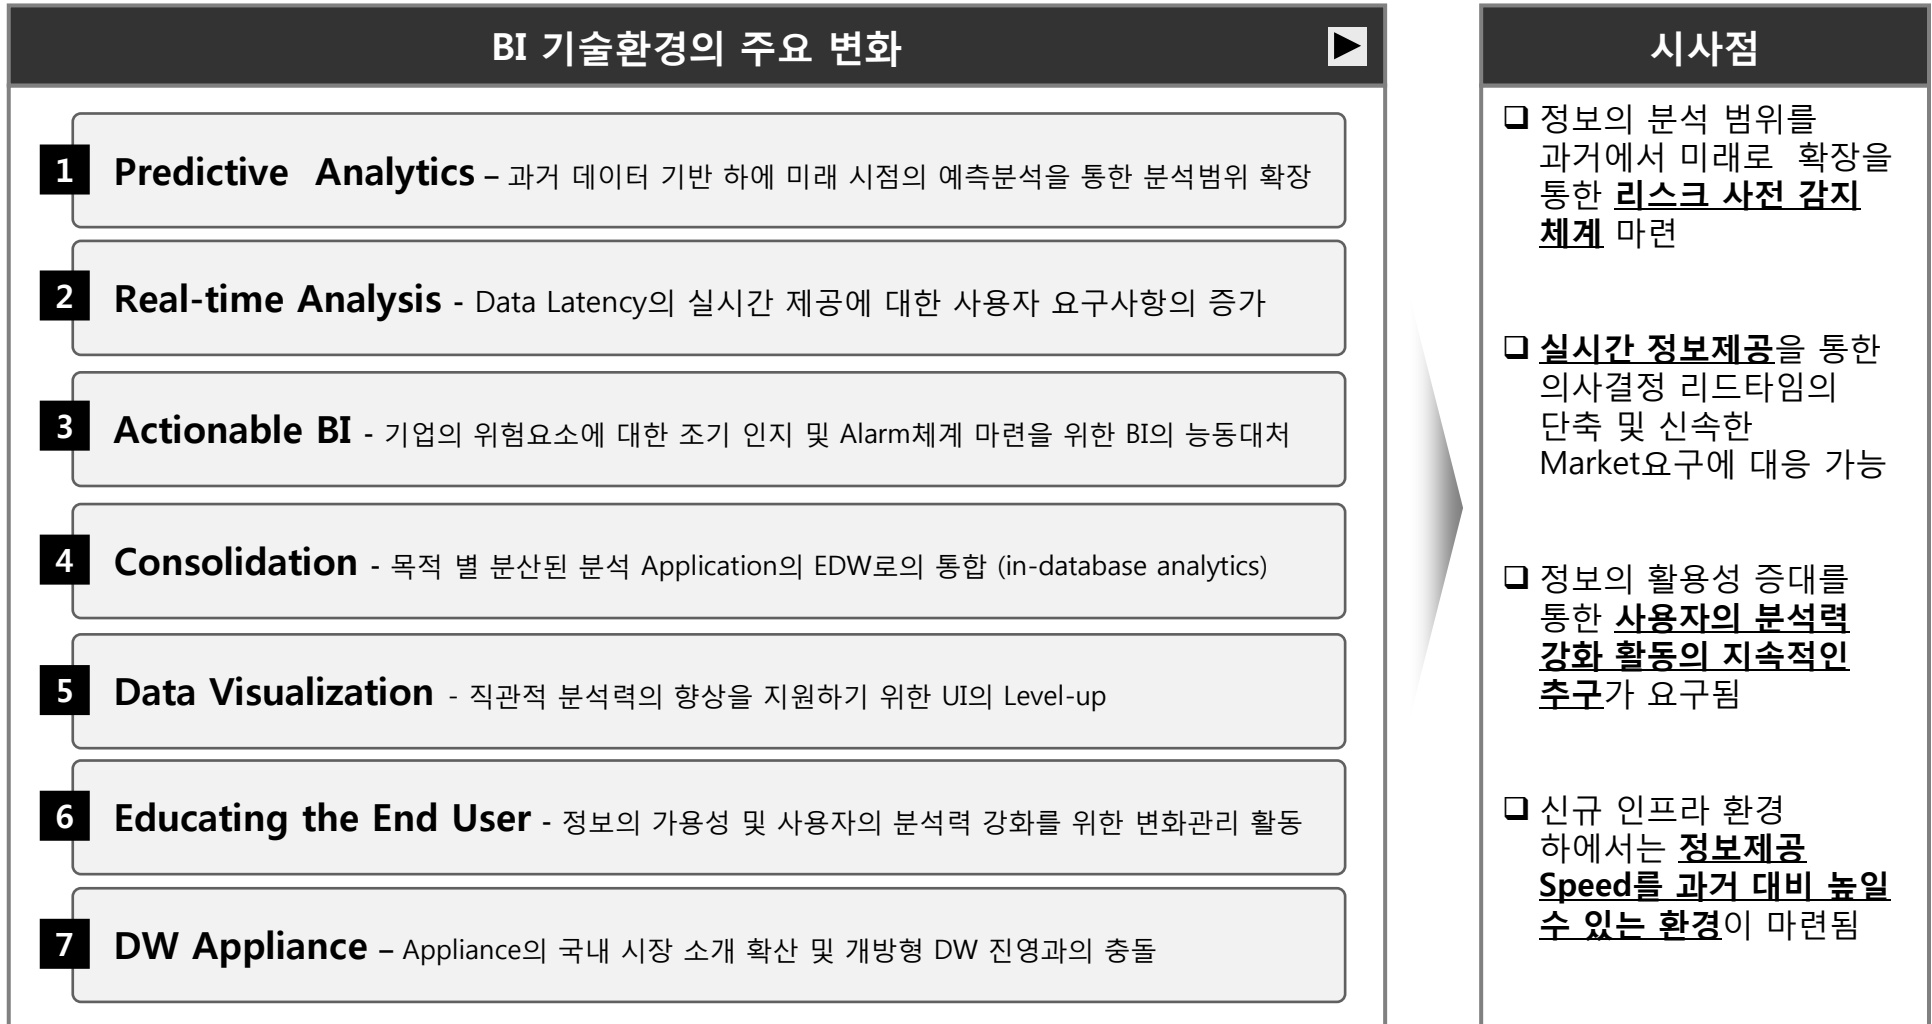 BI 기술환경의 주요 변화
1 Predictive Analytics – 과거 데이터 기반 하에 미래 시점의 예측분석을 통한 분석범위 확장
2 Real-time Analysis - Data Latency의 실시간 제공에 대한 사용자 요구사항의 증가
3 Actionable BI - 기업의 위험요소에 대한 조기 인지 및 Alarm체계 마련을 위한 BI의 능동대처
4 Consolidation - 목적 별 분산된 분석 Application의 EDW로의 통합 (in-database analytics)
5 Data Visualization - 직관적 분석력의 향상을 지원하기 위한 UI의 Level-up
6 Educating the End User - 정보의 가용성 및 사용자의 분석력 강화를 위한 변화관리 활동
7 DW Appliance – Appliance의 국내 시장 소개 확산 및 개방형 DW 진영과의 충돌
시사점
❑ 정보의 분석 범위를
과거에서 미래로 확장을
통한 리스크 사전 감지
체계 마련
❑ 실시간 정보제공을 통한
의사결정 리드타임의
단축 및 신속한
Market요구에 대응 가능
❑ 정보의 활용성 증대를
통한 사용자의 분석력
강화 활동의 지속적인
추구가 요구됨
❑ 신규 인프라 환경
하에서는 정보제공
Speed를 과거 대비 높일
수 있는 환경이 마련됨